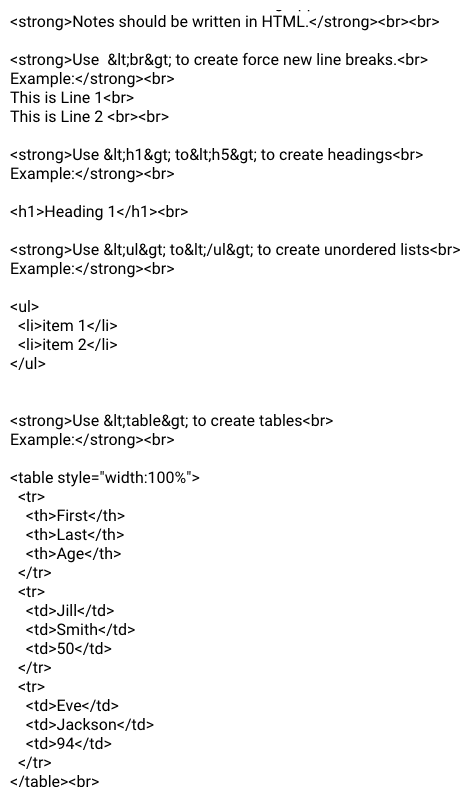 <strong>Notes should be written in HTML.</strong><br><br>
<strong>Use  &lt;br&gt; to create force new line breaks.<br>
Example:</strong><br>
This is Line 1<br>
This is Line 2 <br><br>
<strong>Use &lt;h1&gt; to&lt;h5&gt; to create headings<br>
Example:</strong><br>
<h1>Heading 1</h1><br>
<strong>Use &lt;ul&gt; to&lt;/ul&gt; to create unordered lists<br>
Example:</strong><br>
<ul>
  <li>item 1</li>
  <li>item 2</li>
</ul>
<strong>Use &lt;table&gt; to create tables<br>
Example:</strong><br>
<table style="width:100%">
  <tr>
    <th>First</th>
    <th>Last</th>
    <th>Age</th>
  </tr>
  <tr>
    <td>Jill</td>
    <td>Smith</td>
    <td>50</td>
  </tr>
  <tr>
    <td>Eve</td>
    <td>Jackson</td>
    <td>94</td>
  </tr>
</table><br>